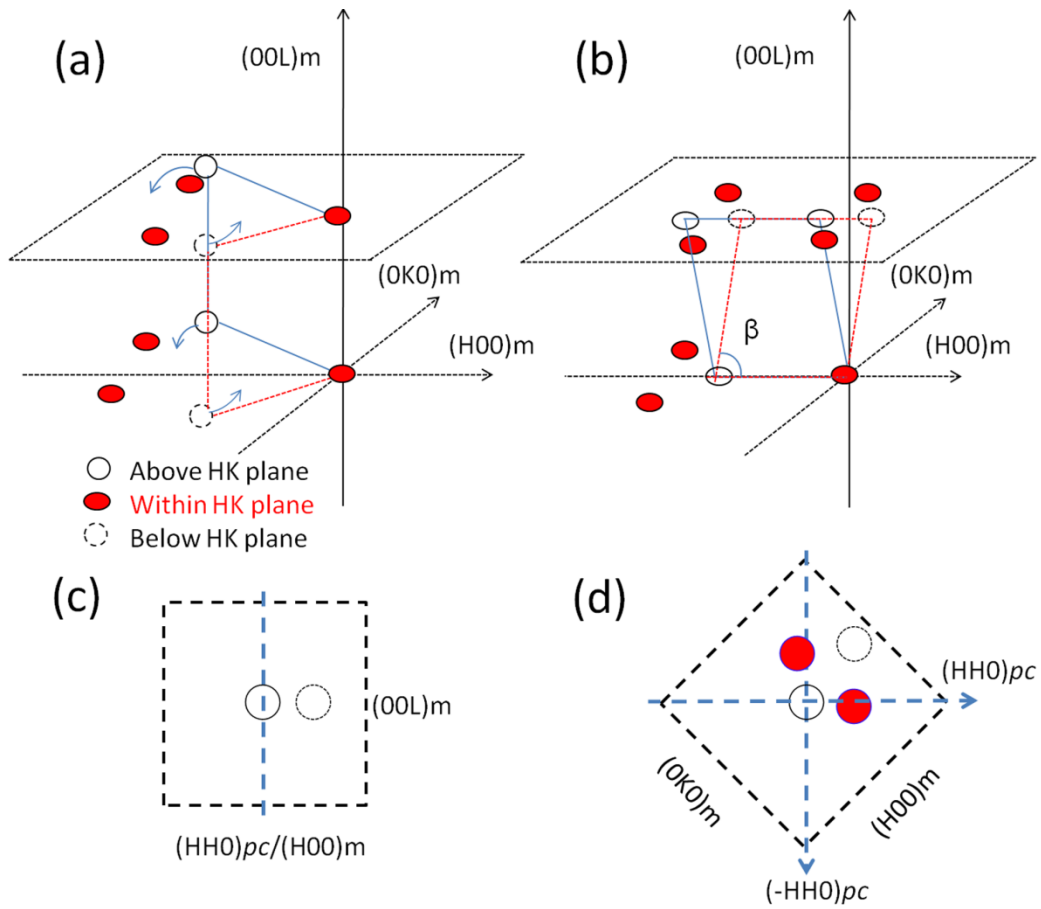 (a)
(00L)m
(0K0)m
(H00)m
Above HK plane
Within HK plane
Below HK plane
(b)
(00L)m
(0K0)m
(H00)m
β
(c)
(00L)m
(HH0)pc/(H00)m
(d)
(HH0)pc
(0K0)m
(H00)m
(-HH0)pc